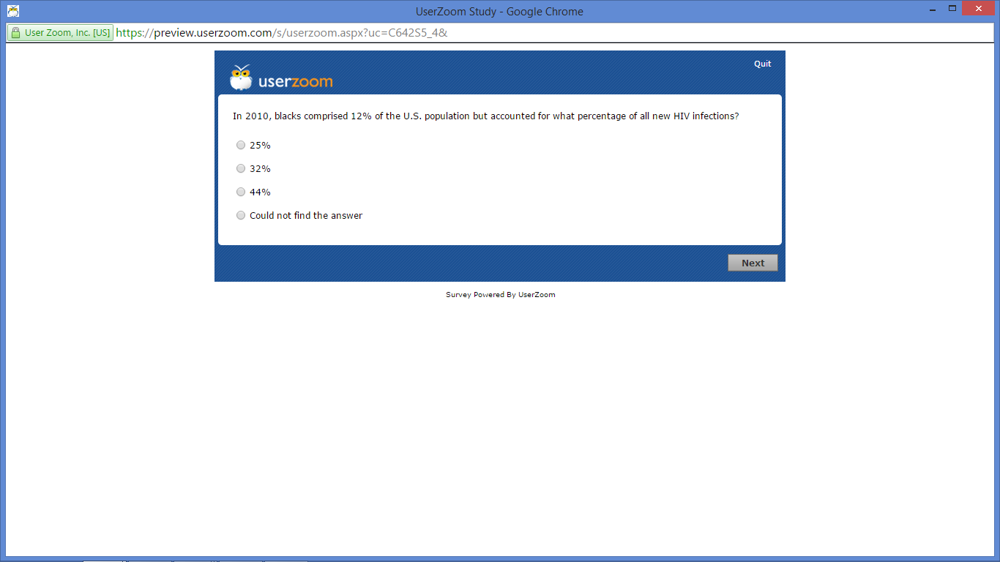 UserZoom Study - Google Chrome
User Zoom, Inc. [US] https://preview.userzoom.com/s/userzoom.aspx?uc=C642S5_4&
Quit
userzoom
In 2010, blacks comprised 12% of the U.S. population but accounted for what percentage of all new HIV infections?
25%
32%
44%
Could not find the answer
Next
Survey Powered By UserZoom